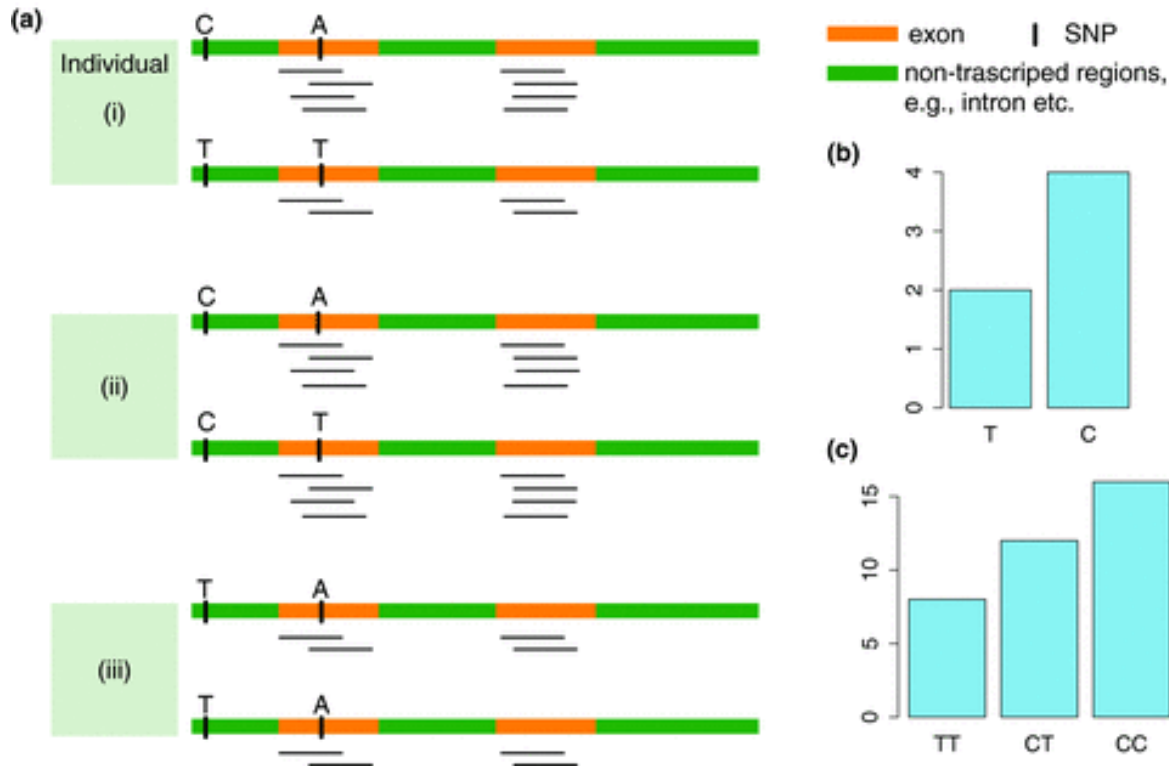 (a)
Individual
(i)
C A
T T
(ii)
C A
C T
(iii)
T A
T A
exon SNP
non-trascriped regions,
e.g., intron etc.
(b)
4
3
2
1
0
T C
(c)
15
10
5
0
TT CT CC